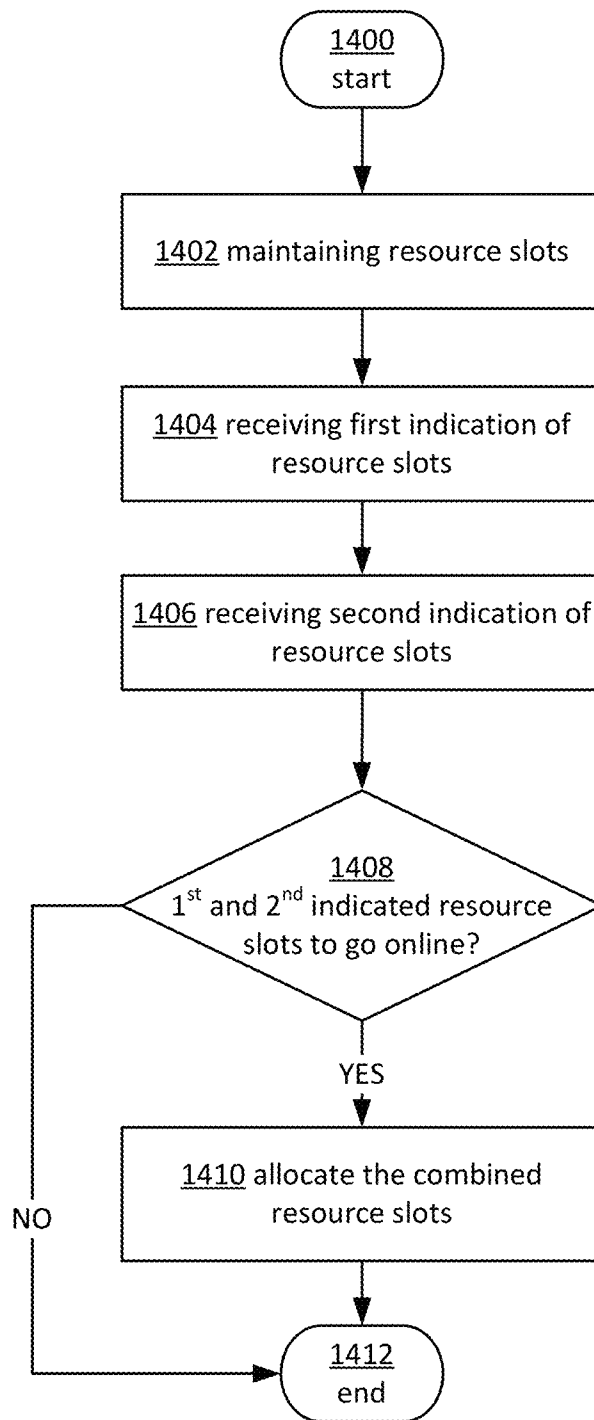 1400
start
1402 maintaining resource slots
1404 receiving first indication of
resource slots
1406 receiving second indication of
resource slots
1408
1st and 2nd indicated resource
slots to go online?
YES
1410 allocate the combined
resource slots
NO
1412
end